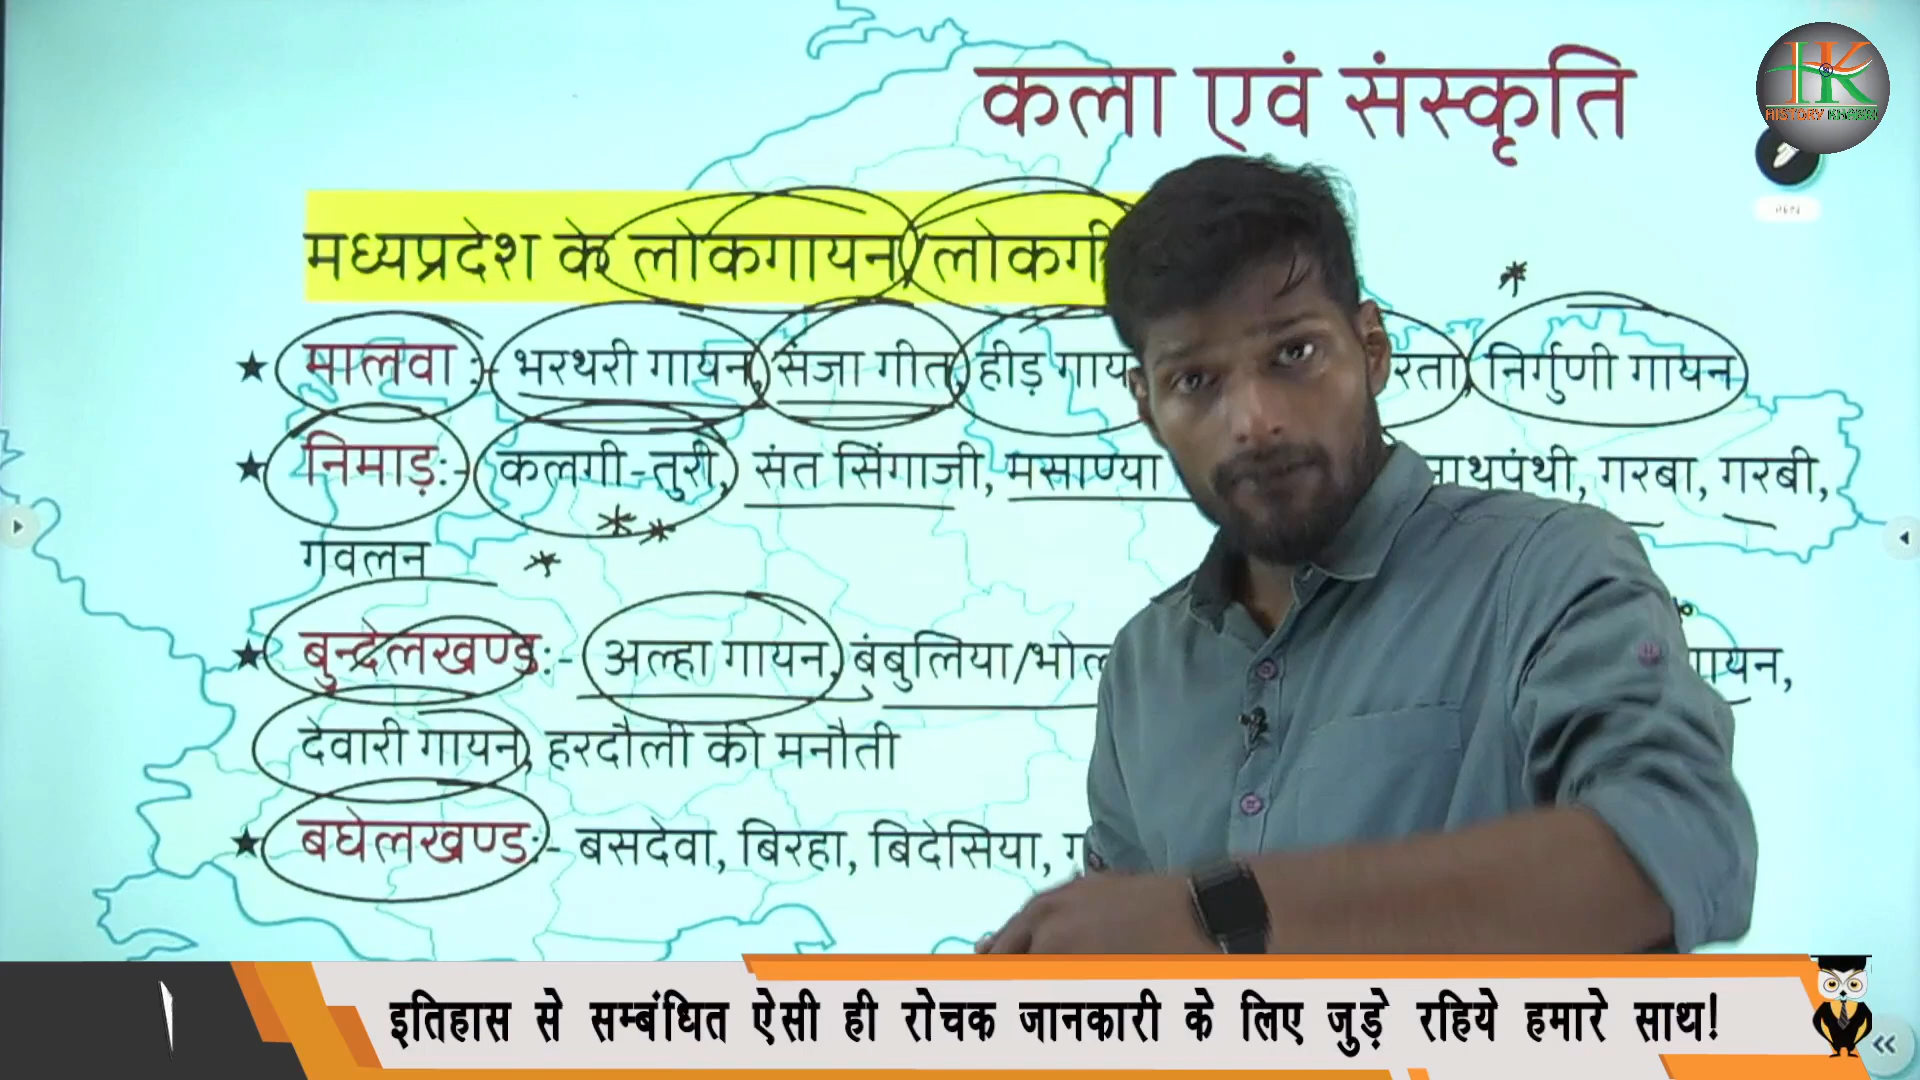 कला एवं संस्कृति
HISTORY KHABRI
PEN
मध्यप्रदेश के लोकगायन/लोकगी
मालवा :- भरथरी गायन, संजा गीत, हीड़ गाय रता, निर्गुणी गायन
निमाड़:- कलगी-तुर्रा, संत सिंगाजी, मसाण्या नाथपंथी, गरबा, गरबी,
गवलन
बुन्देलखण्ड:- अल्हा गायन, बंबुलिया/भोल गायन,
देवारी गायन, हरदौली की मनौती
बघेलखण्ड:- बसदेवा, बिरहा, बिदेसिया,
इतिहास से सम्बंधित ऐसी ही रोचक जानकारी के लिए जुड़े रहिये हमारे साथ!